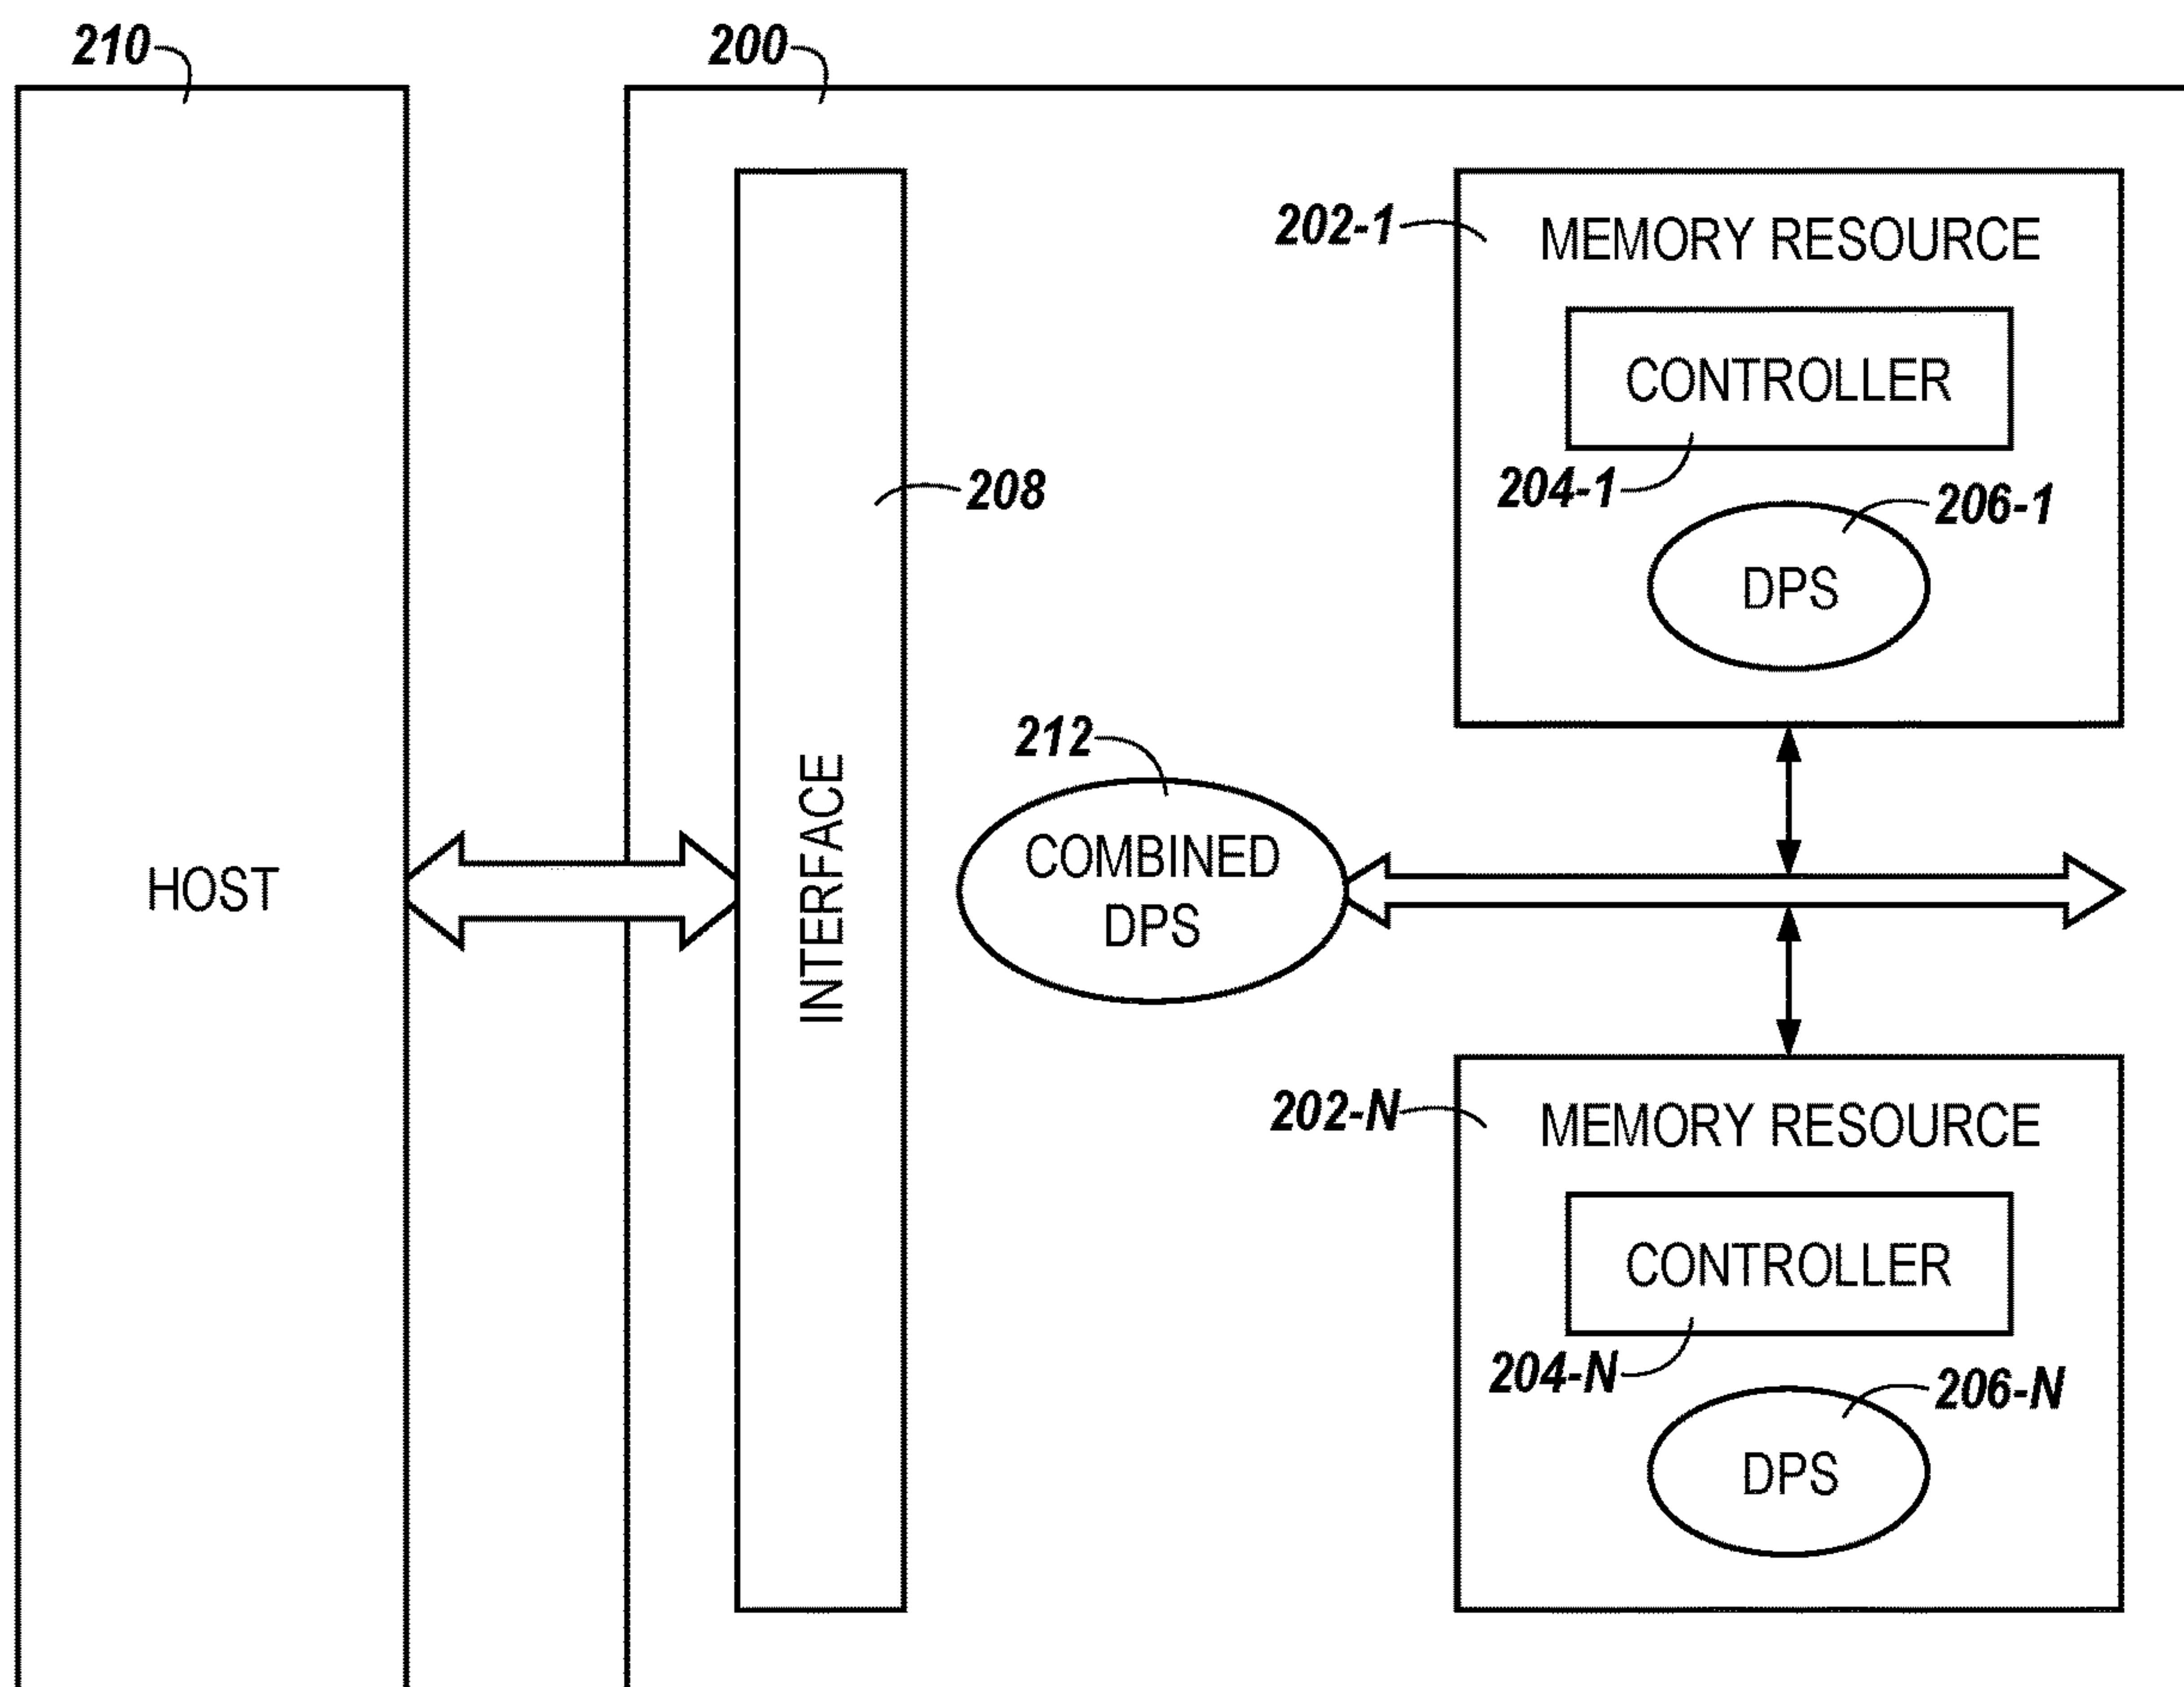 210
200
202-1
MEMORY RESOURCE
CONTROLLER
204-1
206-1
DPS
208
212
COMBINED
DPS
HOST
INTERFACE
202-N
MEMORY RESOURCE
CONTROLLER
204-N
206-N
DPS